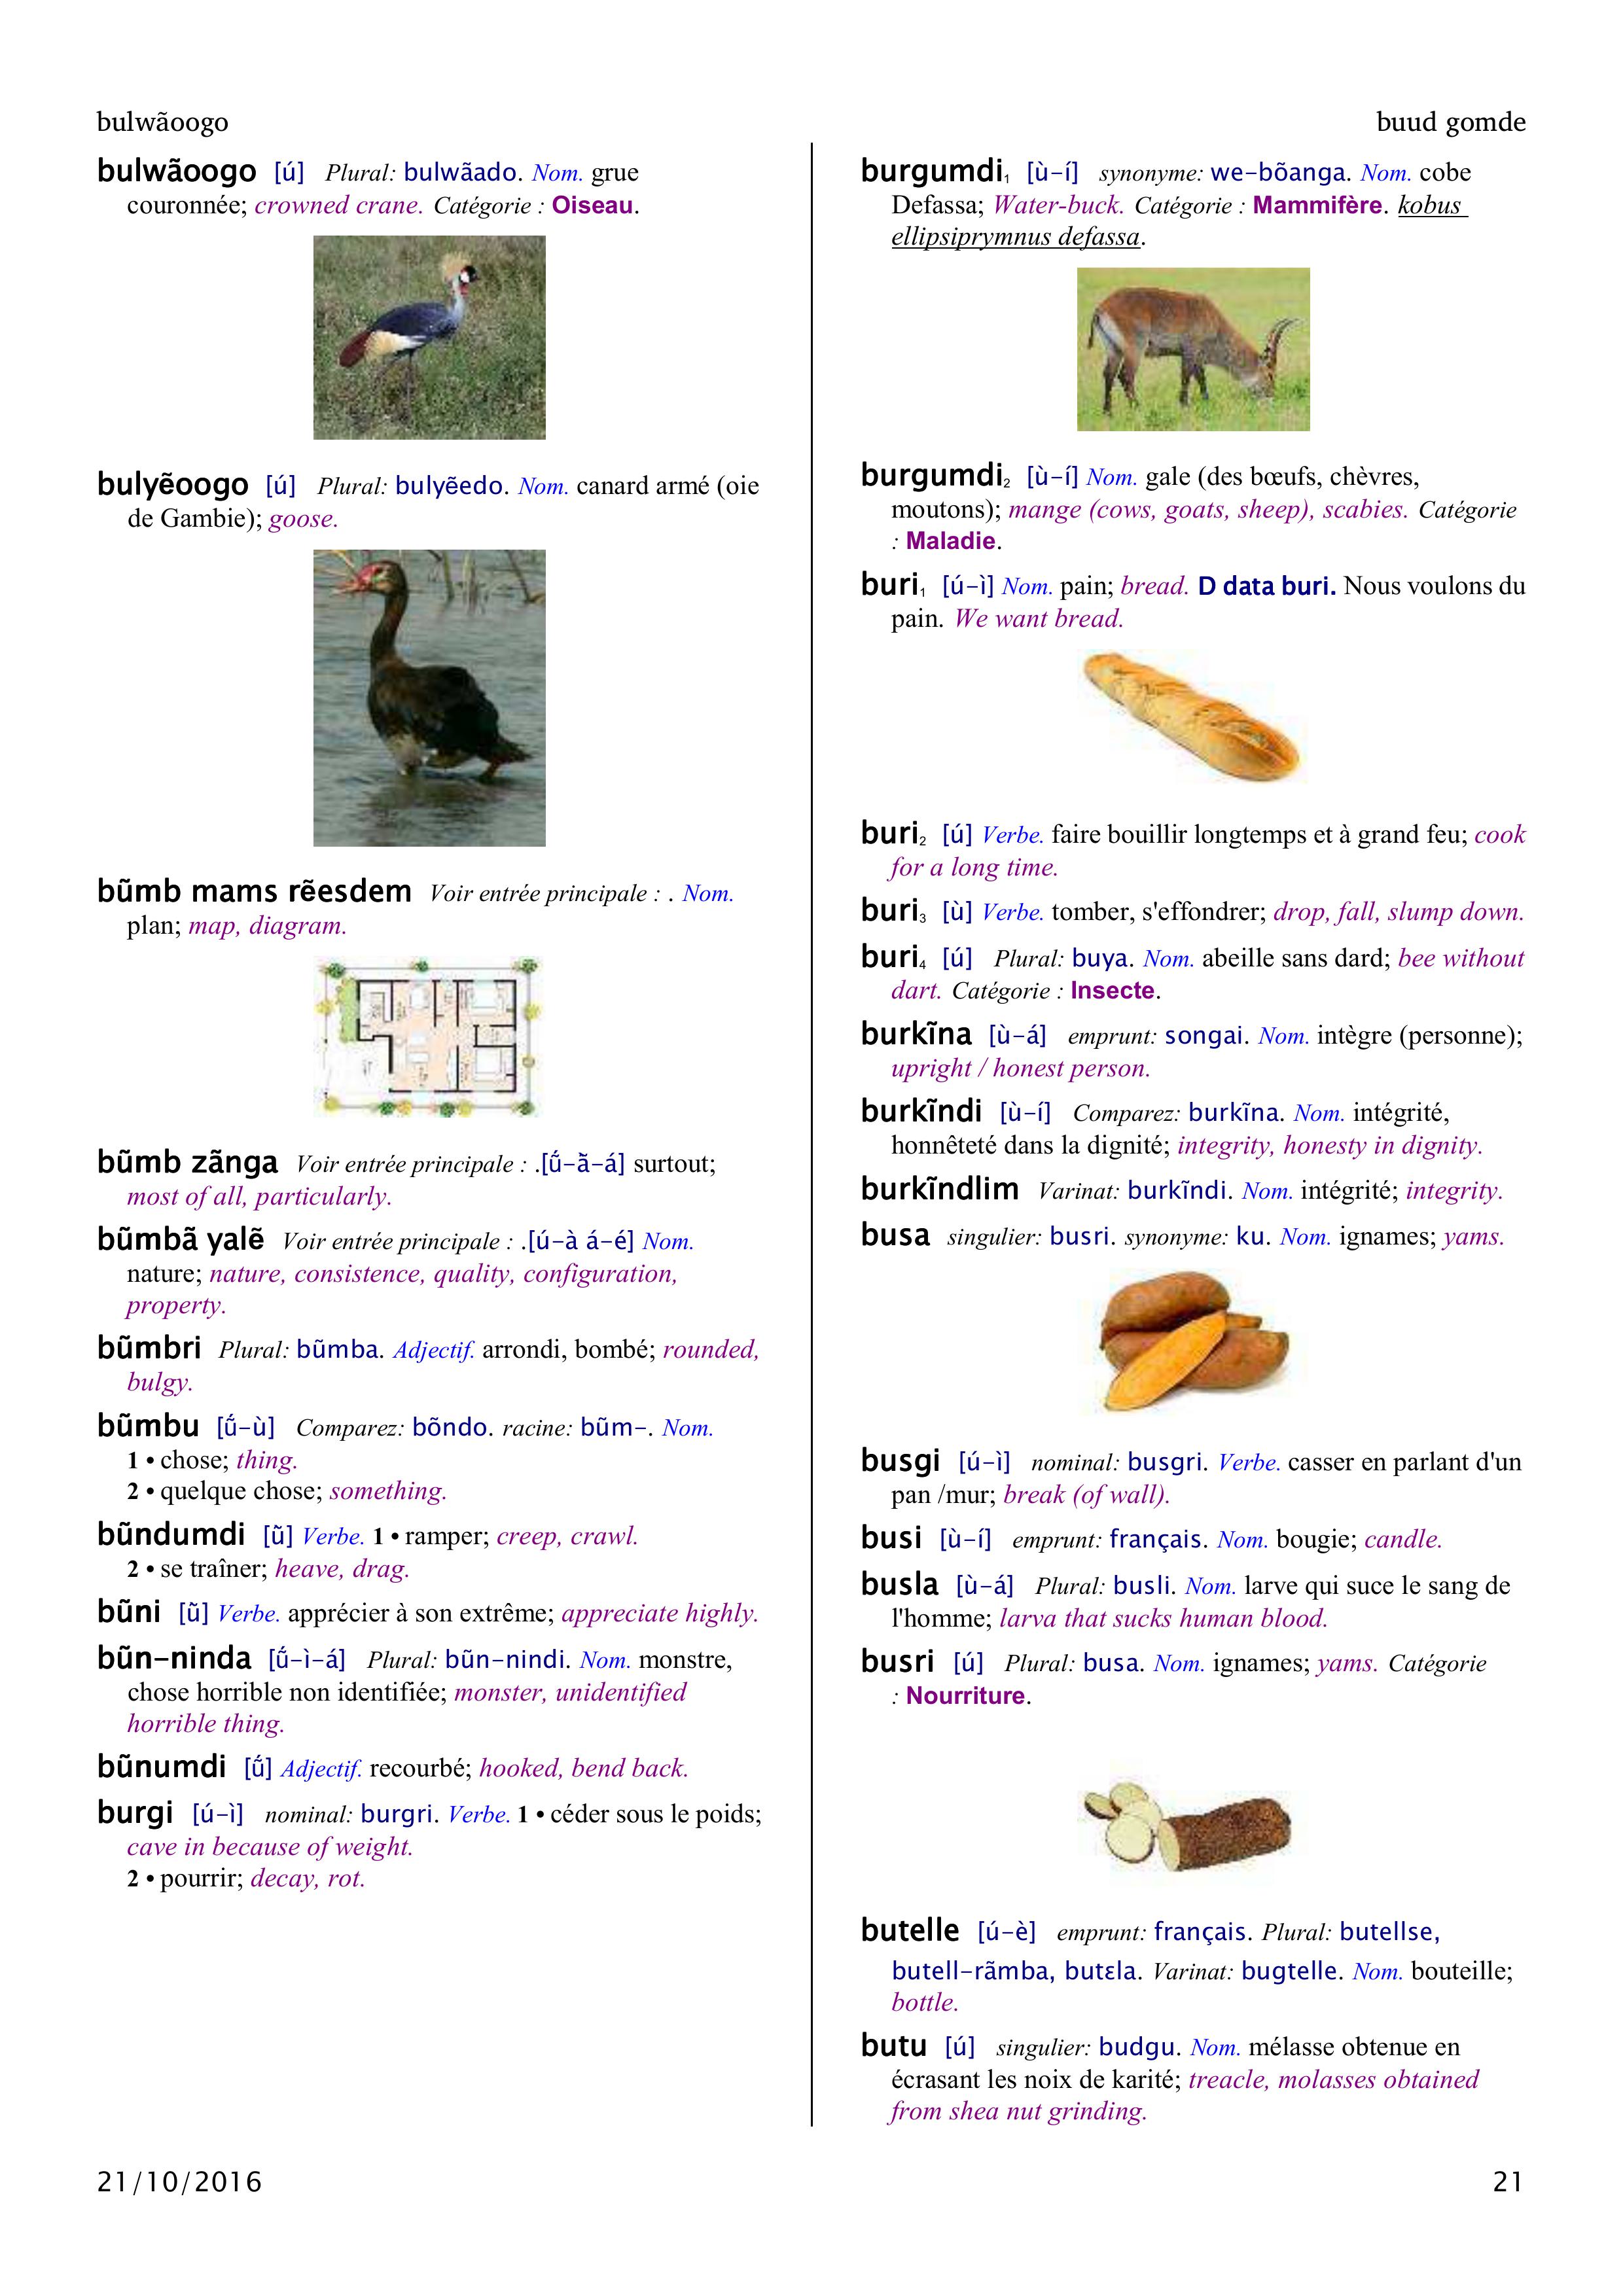 bulwãoogo
buud gomde
bulwãoogo [ú] Plural: bulwãado. Nom. grue
couronnée; crowned crane. Catégorie : Oiseau.
bulyẽoogo [ú] Plural: bulyẽedo. Nom. canard armé (oie
de Gambie); goose.
bũmb mams rẽesdem Voir entrée principale : . Nom.
plan; map, diagram.
bũmb zãnga Voir entrée principale : .[ṹ-ã̀-á] surtout;
most of all, particularly.
bũmbã yalẽ Voir entrée principale : .[ú-à á-é] Nom.
nature; nature, consistence, quality, configuration,
property.
bũmbri Plural: bũmba. Adjectif. arrondi, bombé; rounded,
bulgy.
bũmbu [ṹ-ù] Comparez: bõndo. racine: bũm-. Nom.
1 • chose; thing.
2 • quelque chose; something.
bũndumdi [ũ̀] Verbe. 1 • ramper; creep, crawl.
2 • se traîner; heave, drag.
bũni [ũ̀] Verbe. apprécier à son extrême; appreciate highly.
bũn-ninda [ṹ-ì-á] Plural: bũn-nindi. Nom. monstre,
chose horrible non identifiée; monster, unidentified
horrible thing.
bũnumdi [ṹ] Adjectif. recourbé; hooked, bend back.
burgi [ú-ì] nominal: burgri. Verbe. 1 • céder sous le poids;
cave in because of weight.
2 • pourrir; decay, rot.
burgumdi₁ [ù-í] synonyme: we-bõanga. Nom. cobe
Defassa; Water-buck. Catégorie : Mammifère. kobus
ellipsiprymnus defassa.
burgumdi₂ [ù-í] Nom. gale (des bœufs, chèvres,
moutons); mange (cows, goats, sheep), scabies. Catégorie
: Maladie.
buri₁ [ú-ì] Nom. pain; bread. D data buri. Nous voulons du
pain. We want bread.
buri₂ [ú] Verbe. faire bouillir longtemps et à grand feu; cook
for a long time.
buri₃ [ù] Verbe. tomber, s'effondrer; drop, fall, slump down.
buri₄ [ú] Plural: buya. Nom. abeille sans dard; bee without
dart. Catégorie : Insecte.
burkĩna [ù-á] emprunt: songai. Nom. intègre (personne);
upright / honest person.
burkĩndi [ù-í] Comparez: burkĩna. Nom. intégrité,
honnêteté dans la dignité; integrity, honesty in dignity.
burkĩndlim Varinat: burkĩndi. Nom. intégrité; integrity.
busa singulier: busri. synonyme: ku. Nom. ignames; yams.
busgi [ú-ì] nominal: busgri. Verbe. casser en parlant d'un
pan /mur; break (of wall).
busi [ù-í] emprunt: français. Nom. bougie; candle.
busla [ù-á] Plural: busli. Nom. larve qui suce le sang de
l'homme; larva that sucks human blood.
busri [ú] Plural: busa. Nom. ignames; yams. Catégorie
: Nourriture.
butelle [ú-è] emprunt: français. Plural: butellse,
butell-rãmba, butɛla. Varinat: bugtelle. Nom. bouteille;
bottle.
butu [ú] singulier: budgu. Nom. mélasse obtenue en
écrasant les noix de karité; treacle, molasses obtained
from shea nut grinding.
21/10/2016
21